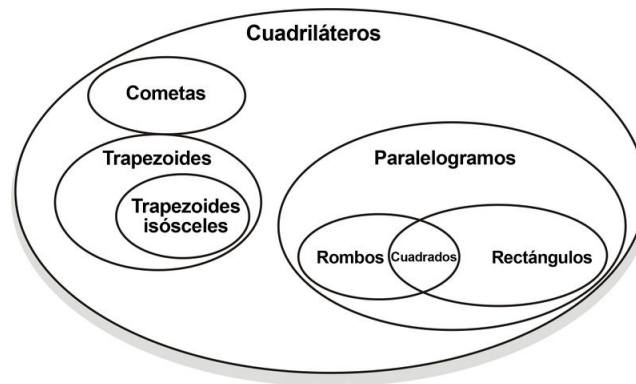 Cuadriláteros
Cometas
Trapezoides
Trapezoides
isósceles
Paralelogramos
Rombos
Cuadrados
Rectángulos